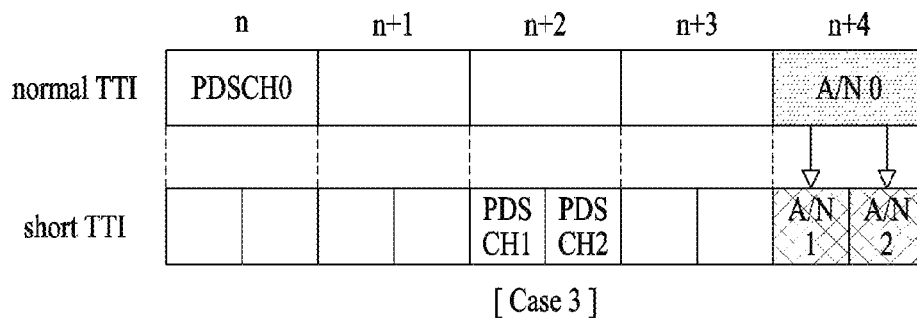 n n+1 n+2 n+3 n+4
normal TTI PDSCH0 A/N 0
short TTI PDS CH1 PDS CH2 A/N 1 A/N 2
[ Case 3 ]